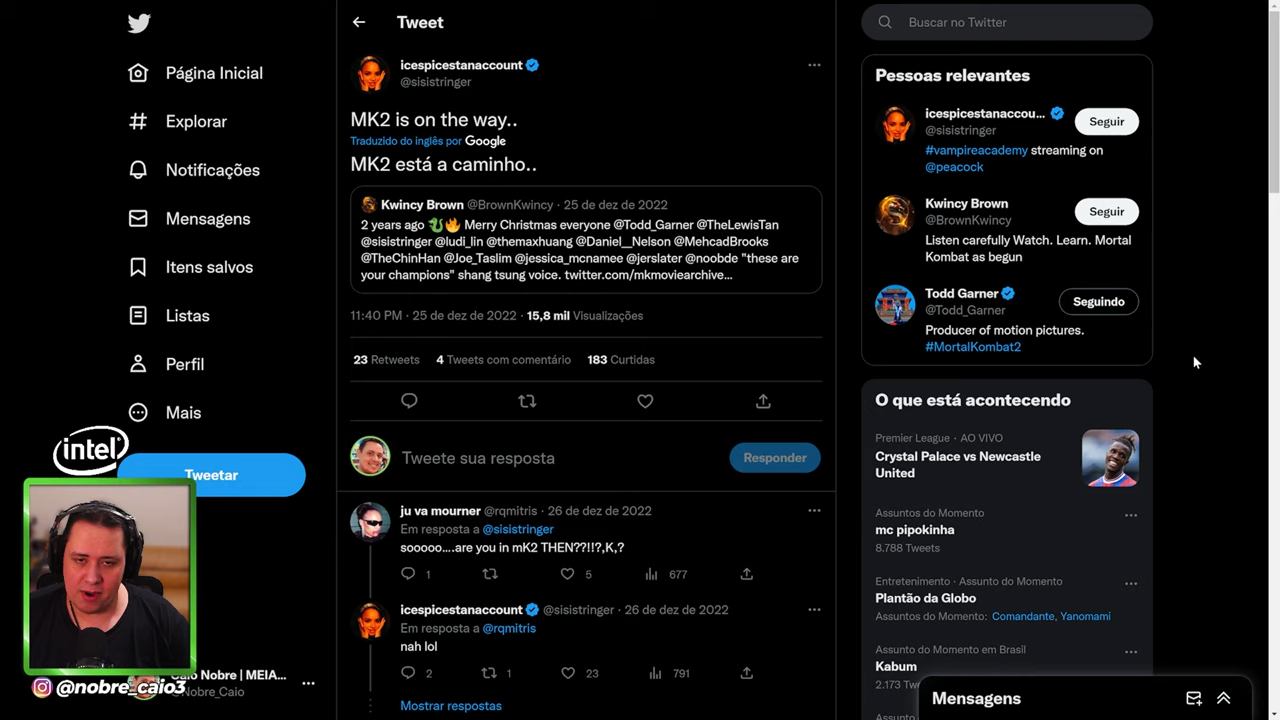 Página Inicial
Explorar
Notificações
Mensagens
Itens salvos
Listas
Perfil
Mais
Tweetar
intel
Caio Nobre | MEIA...
@nobre_caio3
Nobre_Caio
Tweet
icespicestanaccount
@sisistringer
MK2 is on the way..
Traduzido do inglês por Google
MK2 está a caminho..
Kwincy Brown @BrownKwincy · 25 de dez de 2022
2 years ago 🐉🔥 Merry Christmas everyone @Todd_Garner @TheLewisTan
@sisistringer @ludi_lin @themaxhuang @Daniel__Nelson @MehcadBrooks
@TheChinHan @Joe_Taslim @jessica_mcnamee @jerslater @noobde "these are
your champions" shang tsung voice. twitter.com/mkmoviearchive...
11:40 PM · 25 de dez de 2022 · 15,8 mil Visualizações
23 Retweets 4 Tweets com comentário 183 Curtidas
Tweete sua resposta
Responder
ju va mourner @rqmitris · 26 de dez de 2022
Em resposta a @sisistringer
sooooo....are you in mK2 THEN??!!?,K,?
1 5 677
icespicestanaccount @sisistringer · 26 de dez de 2022
Em resposta a @rqmitris
nah lol
2 1 23 791
Mostrar respostas
Buscar no Twitter
Pessoas relevantes
icespicestanaccou...
@sisistringer
Seguir
#vampireacademy streaming on
@peacock
Kwincy Brown
@BrownKwincy
Seguir
Listen carefully Watch. Learn. Mortal
Kombat as begun
Todd Garner
@Todd_Garner
Seguindo
Producer of motion pictures.
#MortalKombat2
O que está acontecendo
Premier League · AO VIVO
Crystal Palace vs Newcastle
United
Assuntos do Momento
mc pipokinha
8.788 Tweets
Entretenimento · Assunto do Momento
Plantão da Globo
Assuntos do Momento: Comandante, Yanomami
Assunto do Momento em Brasil
Kabum
2.173
Mensagens